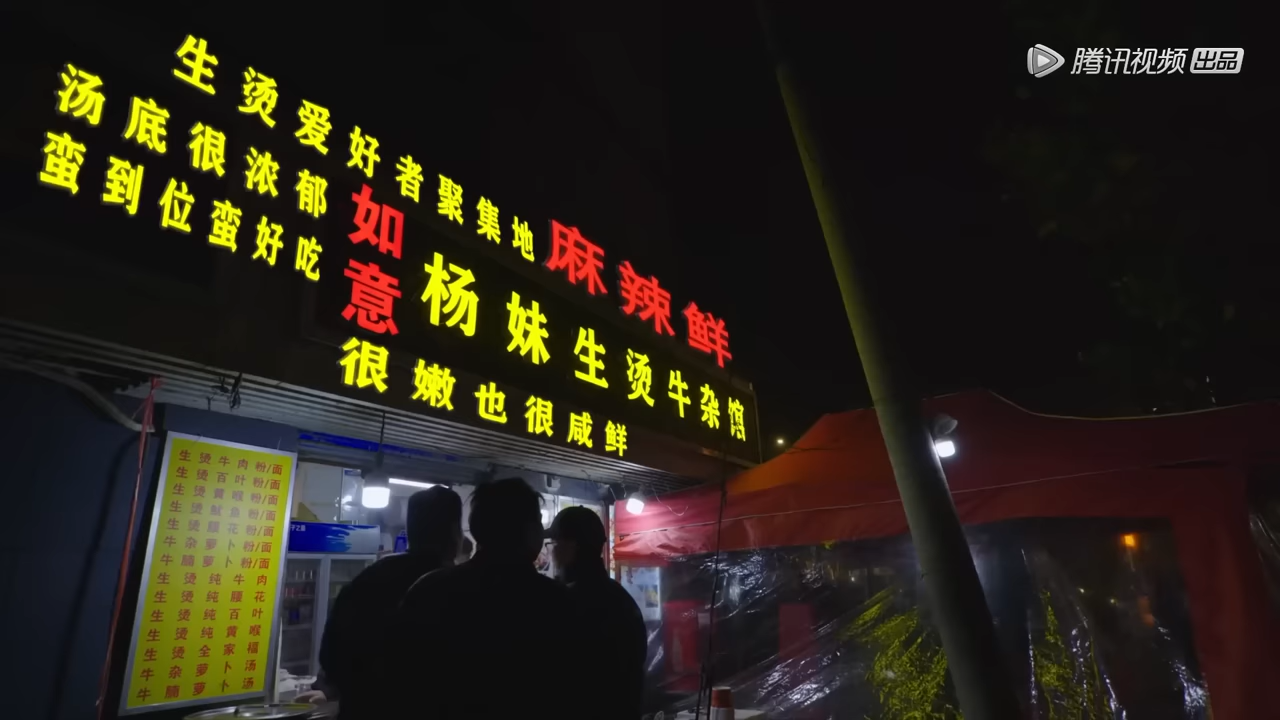 腾讯视频 出品
生烫爱好者聚集地
汤底很浓郁
蛮到位蛮好吃
如意
麻辣鲜
杨妹生烫牛杂馆
很嫩也很咸鲜
生烫牛肉粉/面
生烫百叶粉/面
生烫黄喉粉/面
生烫鱿鱼粉/面
生烫腰花粉/面
牛杂萝卜粉/面
牛腩萝卜粉/面
生烫纯牛肉
生烫纯腰花
生烫纯百叶
生烫纯黄喉
生烫全家福
牛杂萝卜汤
牛腩萝卜汤